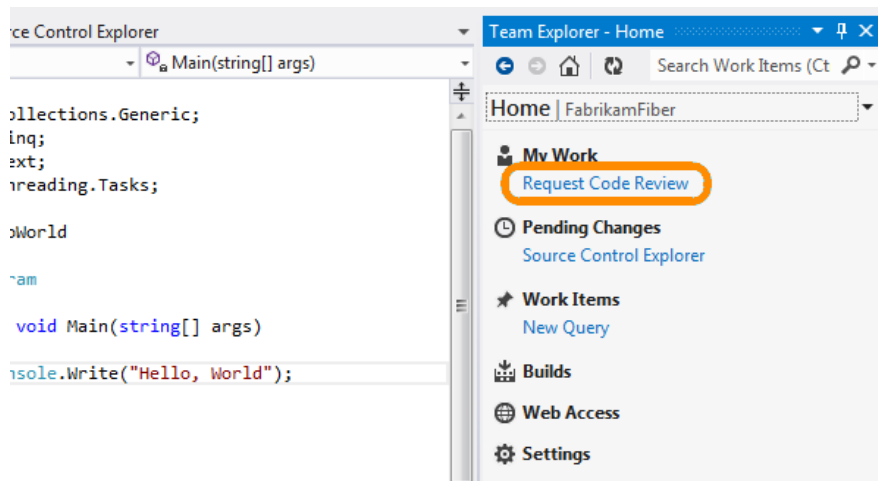 rce Control Explorer
Main(string[] args)
ollections.Generic;
inq;
ext;
hreading.Tasks;
oWorld
ram
void Main(string[] args)
nsole.Write("Hello, World");
Team Explorer - Home
Search Work Items (Ct
Home | FabrikamFiber
My Work
Request Code Review
Pending Changes
Source Control Explorer
Work Items
New Query
Builds
Web Access
Settings